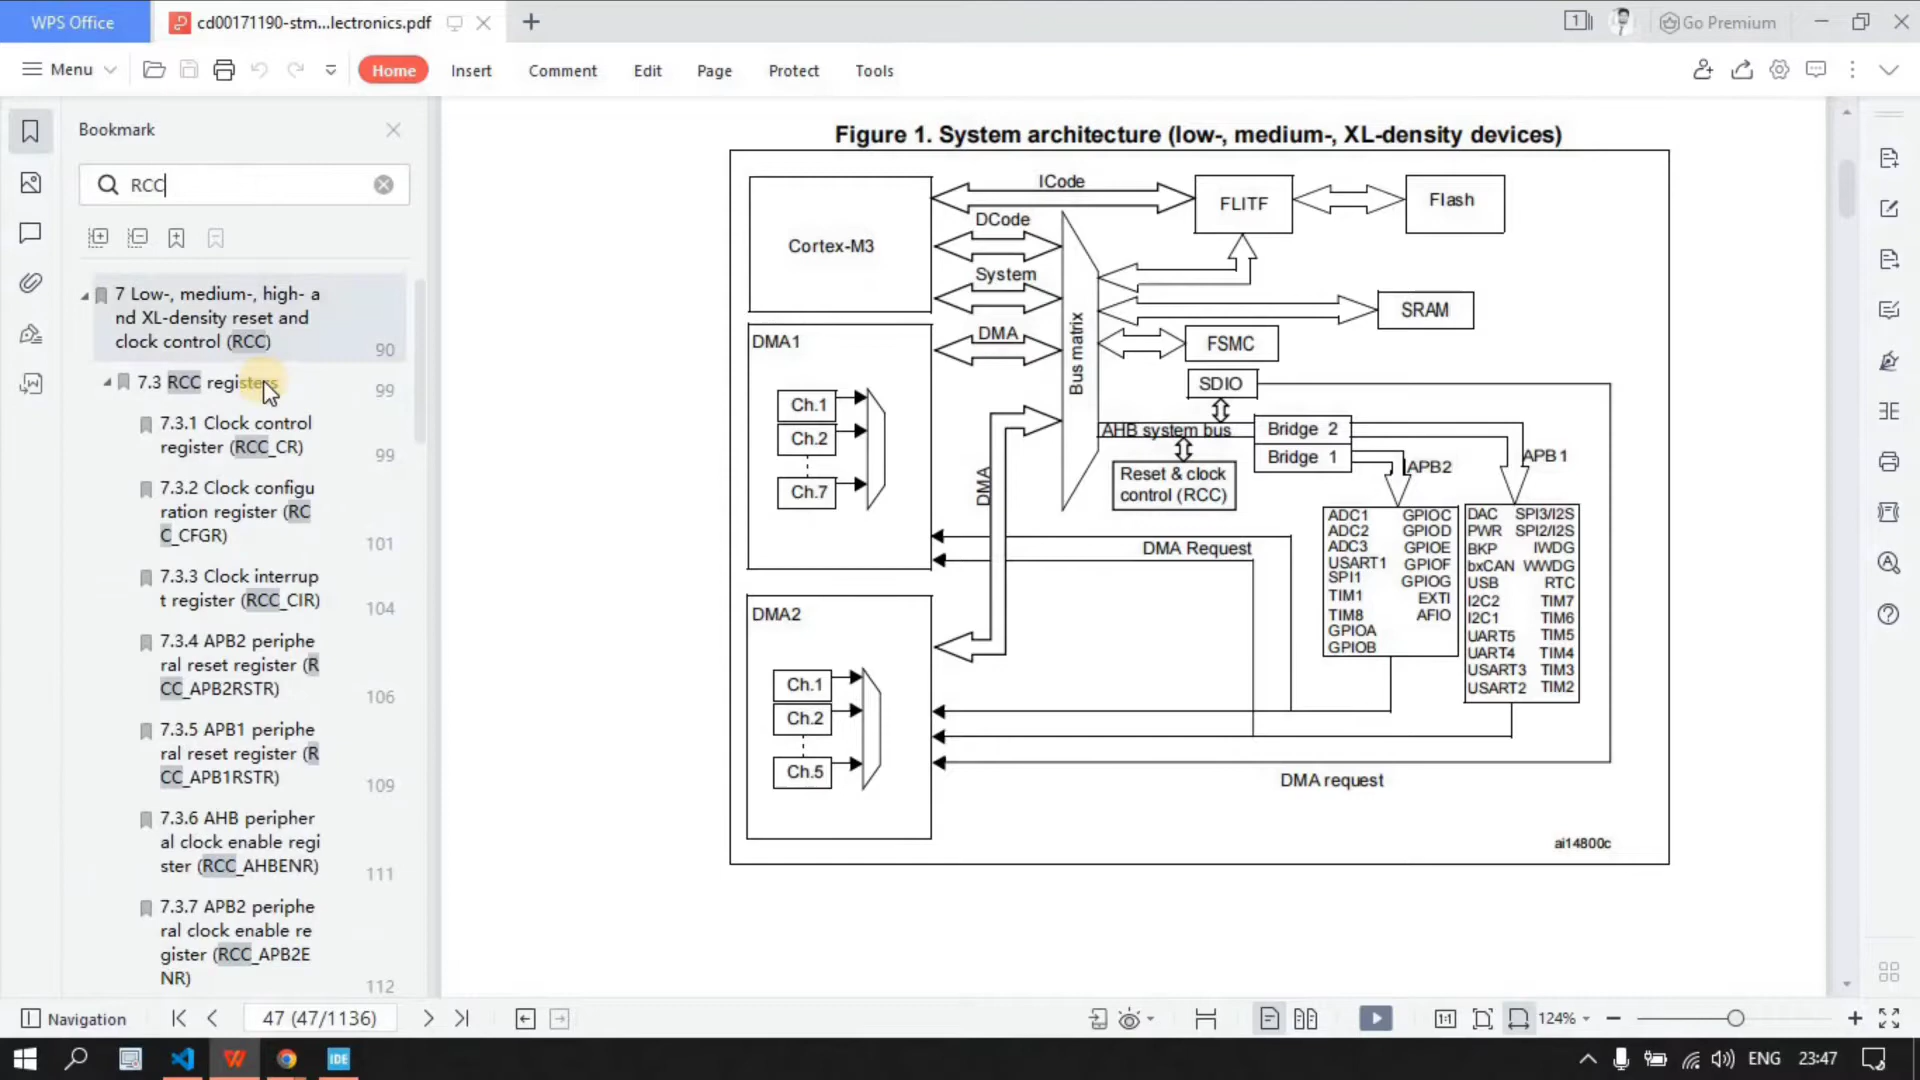 WPS Office
cd00171190-stm...lectronics.pdf
1
Go Premium
Menu
Home
Insert
Comment
Edit
Page
Protect
Tools
Bookmark
RCC
7 Low-, medium-, high- a
nd XL-density reset and
clock control (RCC)
90
7.3 RCC registers
99
7.3.1 Clock control
register (RCC_CR)
99
7.3.2 Clock configu
ration register (RC
C_CFGR)
101
7.3.3 Clock interrup
t register (RCC_CIR)
104
7.3.4 APB2 periphe
ral reset register (R
CC_APB2RSTR)
106
7.3.5 APB1 periphe
ral reset register (R
CC_APB1RSTR)
109
7.3.6 AHB peripher
al clock enable regi
ster (RCC_AHBENR)
111
7.3.7 APB2 periphe
ral clock enable re
gister (RCC_APB2E
NR)
112
Figure 1. System architecture (low-, medium-, XL-density devices)
Cortex-M3
ICode
DCode
System
DMA
Bus matrix
FLITF
Flash
SRAM
FSMC
SDIO
AHB system bus
Bridge 2
Bridge 1
APB2
APB1
Reset & clock
control (RCC)
DMA1
Ch.1
Ch.2
Ch.7
DMA
DMA Request
ADC1 GPIOC
ADC2 GPIOD
ADC3 GPIOE
USART1 GPIOF
SPI1 GPIOG
TIM1 EXTI
TIM8 AFIO
GPIOA
GPIOB
DAC SPI3/I2S
PWR SPI2/I2S
BKP IWDG
bxCAN WWDG
USB RTC
I2C2 TIM7
I2C1 TIM6
UART5 TIM5
UART4 TIM4
USART3 TIM3
USART2 TIM2
DMA2
Ch.1
Ch.2
Ch.5
DMA request
ai14800c
Navigation
47 (47/1136)
1:1
124%
IDE
ENG
23:47